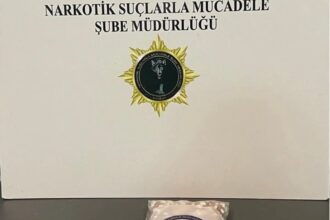 NARKOTİK SUÇLARLA MÜCADELE
ŞUBE MÜDÜRLÜĞÜ